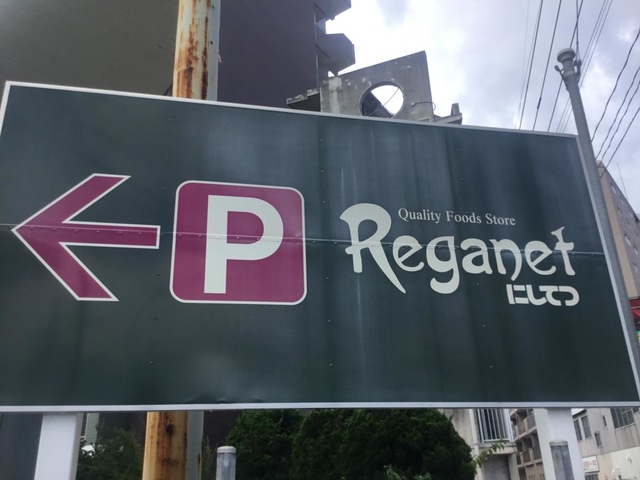 P
Quality Foods Store
Reganet
にしてつ